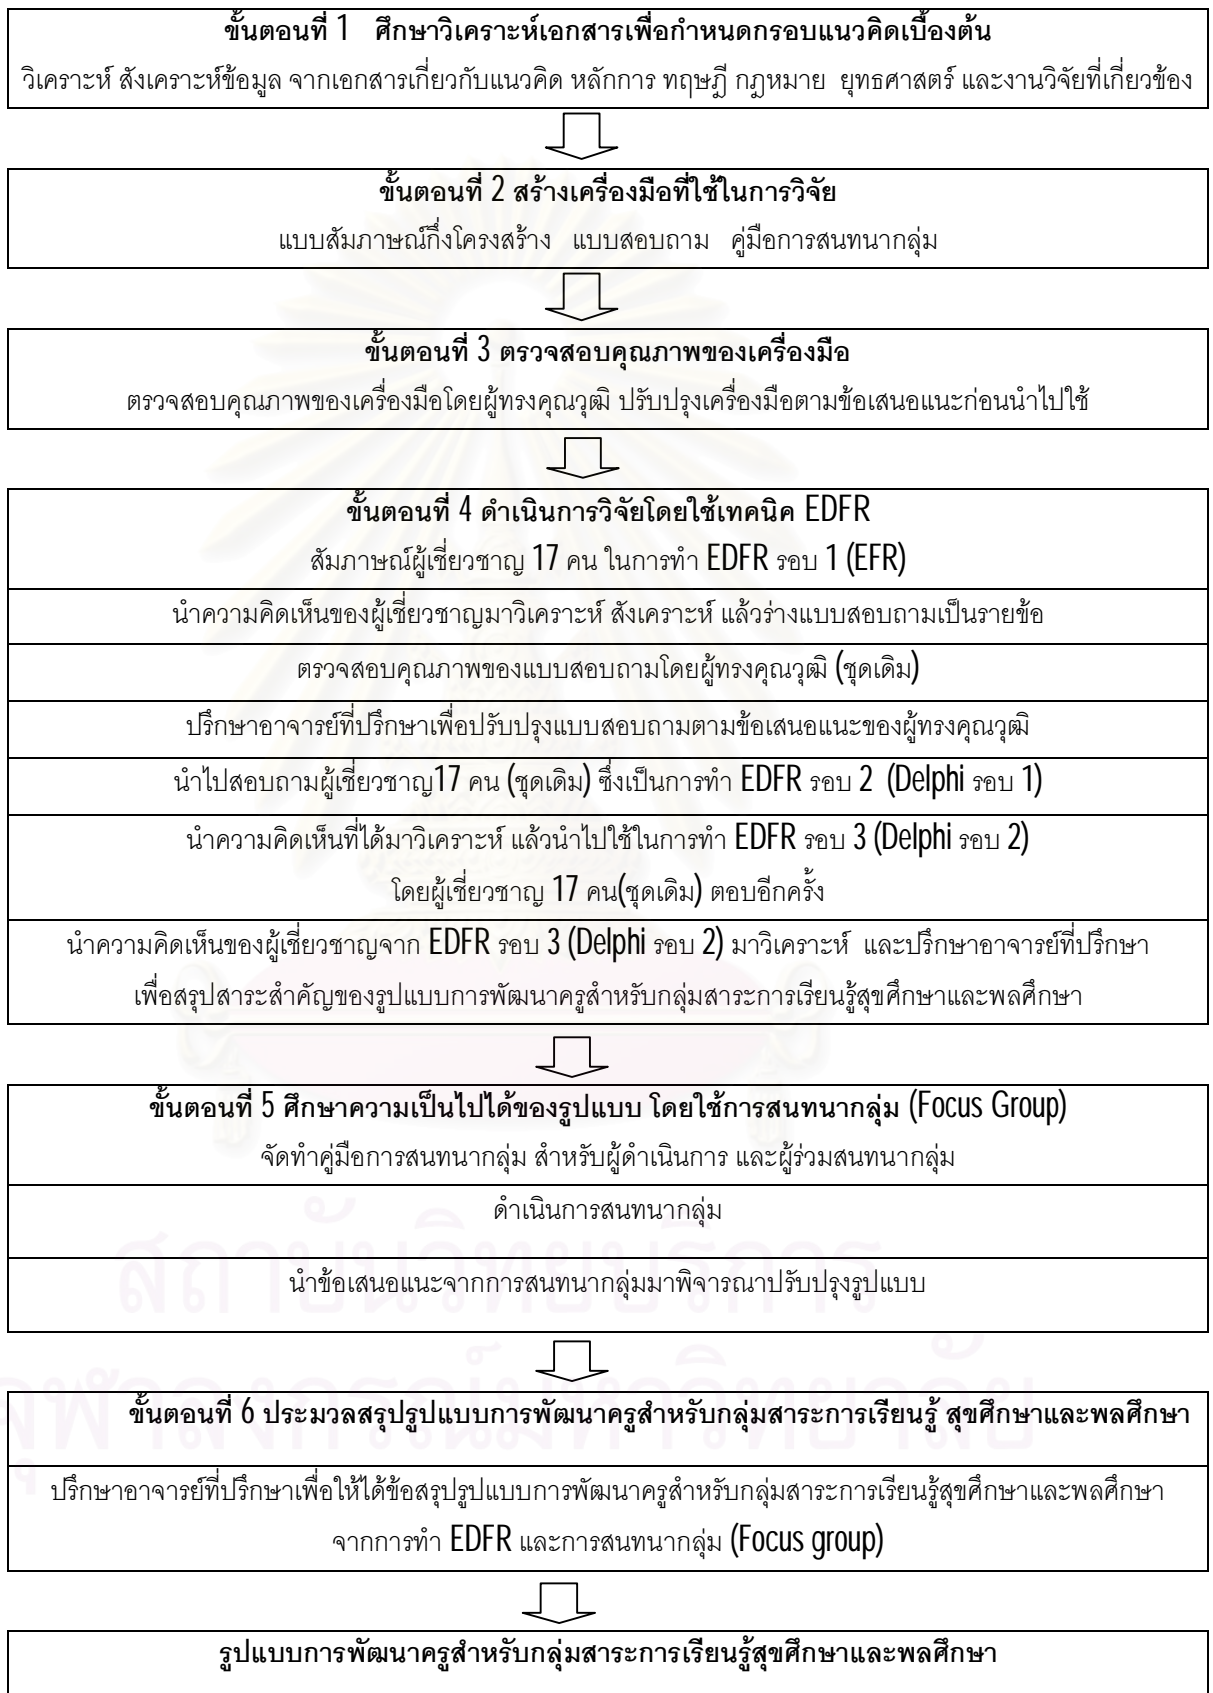 ขั้นตอนที่ 1 ศึกษาวิเคราะห์เอกสารเพื่อกำหนดกรอบแนวคิดเบื้องต้น
วิเคราะห์ สังเคราะห์ข้อมูล จากเอกสารเกี่ยวกับแนวคิด หลักการ ทฤษฎี กฎหมาย ยุทธศาสตร์ และงานวิจัยที่เกี่ยวข้อง
ขั้นตอนที่ 2 สร้างเครื่องมือที่ใช้ในการวิจัย
แบบสัมภาษณ์กึ่งโครงสร้าง แบบสอบถาม คู่มือการสนทนากลุ่ม
ขั้นตอนที่ 3 ตรวจสอบคุณภาพของเครื่องมือ
ตรวจสอบคุณภาพของเครื่องมือโดยผู้ทรงคุณวุฒิ ปรับปรุงเครื่องมือตามข้อเสนอแนะก่อนนำไปใช้
ขั้นตอนที่ 4 ดำเนินการวิจัยโดยใช้เทคนิค EDFR
สัมภาษณ์ผู้เชี่ยวชาญ 17 คน ในการทำ EDFR รอบ 1 (EFR)
นำความคิดเห็นของผู้เชี่ยวชาญมาวิเคราะห์ สังเคราะห์ แล้วร่างแบบสอบถามเป็นรายข้อ
ตรวจสอบคุณภาพของแบบสอบถามโดยผู้ทรงคุณวุฒิ (ชุดเดิม)
ปรึกษาอาจารย์ที่ปรึกษาเพื่อปรับปรุงแบบสอบถามตามข้อเสนอแนะของผู้ทรงคุณวุฒิ
นำไปสอบถามผู้เชี่ยวชาญ17 คน (ชุดเดิม) ซึ่งเป็นการทำ EDFR รอบ 2 (Delphi รอบ 1)
นำความคิดเห็นที่ได้มาวิเคราะห์ แล้วนำไปใช้ในการทำ EDFR รอบ 3 (Delphi รอบ 2)
โดยผู้เชี่ยวชาญ 17 คน(ชุดเดิม) ตอบอีกครั้ง
นำความคิดเห็นของผู้เชี่ยวชาญจาก EDFR รอบ 3 (Delphi รอบ 2) มาวิเคราะห์ และปรึกษาอาจารย์ที่ปรึกษา
เพื่อสรุปสาระสำคัญของรูปแบบการพัฒนาครูสำหรับกลุ่มสาระการเรียนรู้สุขศึกษาและพลศึกษา
ขั้นตอนที่ 5 ศึกษาความเป็นไปได้ของรูปแบบ โดยใช้การสนทนากลุ่ม (Focus Group)
จัดทำคู่มือการสนทนากลุ่ม สำหรับผู้ดำเนินการ และผู้ร่วมสนทนากลุ่ม
ดำเนินการสนทนากลุ่ม
นำข้อเสนอแนะจากการสนทนากลุ่มมาพิจารณาปรับปรุงรูปแบบ
สถาบันวิทยบริการ
จุฬาลงกรณ์มหาวิทยาลัย
ขั้นตอนที่ 6 ประมวลสรุปรูปแบบการพัฒนาครูสำหรับกลุ่มสาระการเรียนรู้ สุขศึกษาและพลศึกษา
ปรึกษาอาจารย์ที่ปรึกษาเพื่อให้ได้ข้อสรุปรูปแบบการพัฒนาครูสำหรับกลุ่มสาระการเรียนรู้สุขศึกษาและพลศึกษา
จากการทำ EDFR และการสนทนากลุ่ม (Focus group)
รูปแบบการพัฒนาครูสำหรับกลุ่มสาระการเรียนรู้สุขศึกษาและพลศึกษา